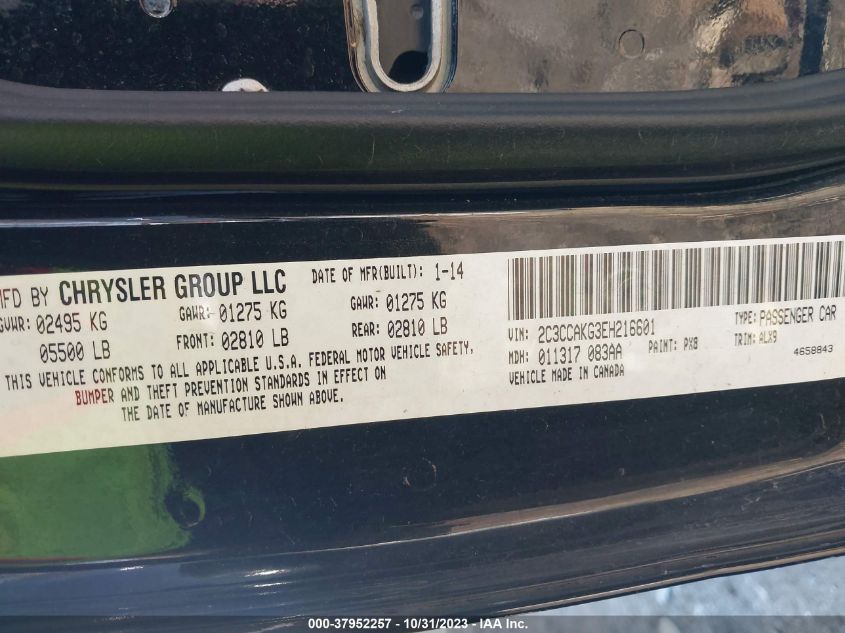 MFD BY CHRYSLER GROUP LLC DATE OF MFR(BUILT): 1-14
GVWR: 02495 KG GAWR: 01275 KG GAWR: 01275 KG
05500 LB FRONT: 02810 LB REAR: 02810 LB
THIS VEHICLE CONFORMS TO ALL APPLICABLE U.S.A. FEDERAL MOTOR VEHICLE SAFETY,
BUMPER AND THEFT PREVENTION STANDARDS IN EFFECT ON
THE DATE OF MANUFACTURE SHOWN ABOVE.
VIN: 2C3CCAKG3EH216601 TYPE: PASSENGER CAR
MDH: 011317 083AA PAINT: PX8 TRIM: ALX9
VEHICLE MADE IN CANADA 4658843
000-37952257 - 10/31/2023 - IAA Inc.